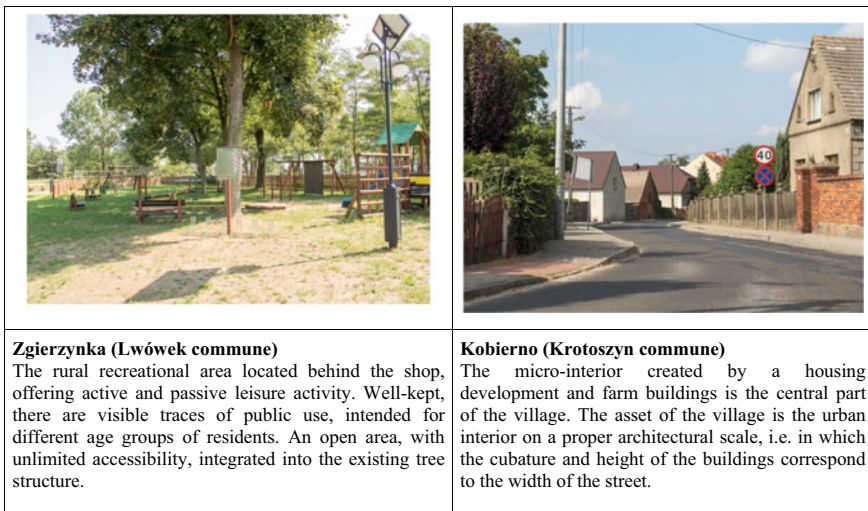 40
Zgierzynka (Lwówek commune)
The rural recreational area located behind the shop,
offering active and passive leisure activity. Well-kept,
there are visible traces of public use, intended for
different age groups of residents. An open area, with
unlimited accessibility, integrated into the existing tree
structure.
Kobierno (Krotoszyn commune)
The micro-interior created by a housing
development and farm buildings is the central part
of the village. The asset of the village is the urban
interior on a proper architectural scale, i.e. in which
the cubature and height of the buildings correspond
to the width of the street.